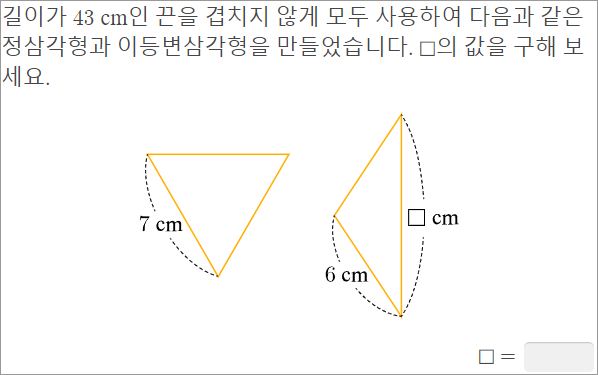 길이가 43 cm인 끈을 겹치지 않게 모두 사용하여 다음과 같은
정삼각형과 이등변삼각형을 만들었습니다. □의 값을 구해 보
세요.
7 cm
□ cm
6 cm
□ =